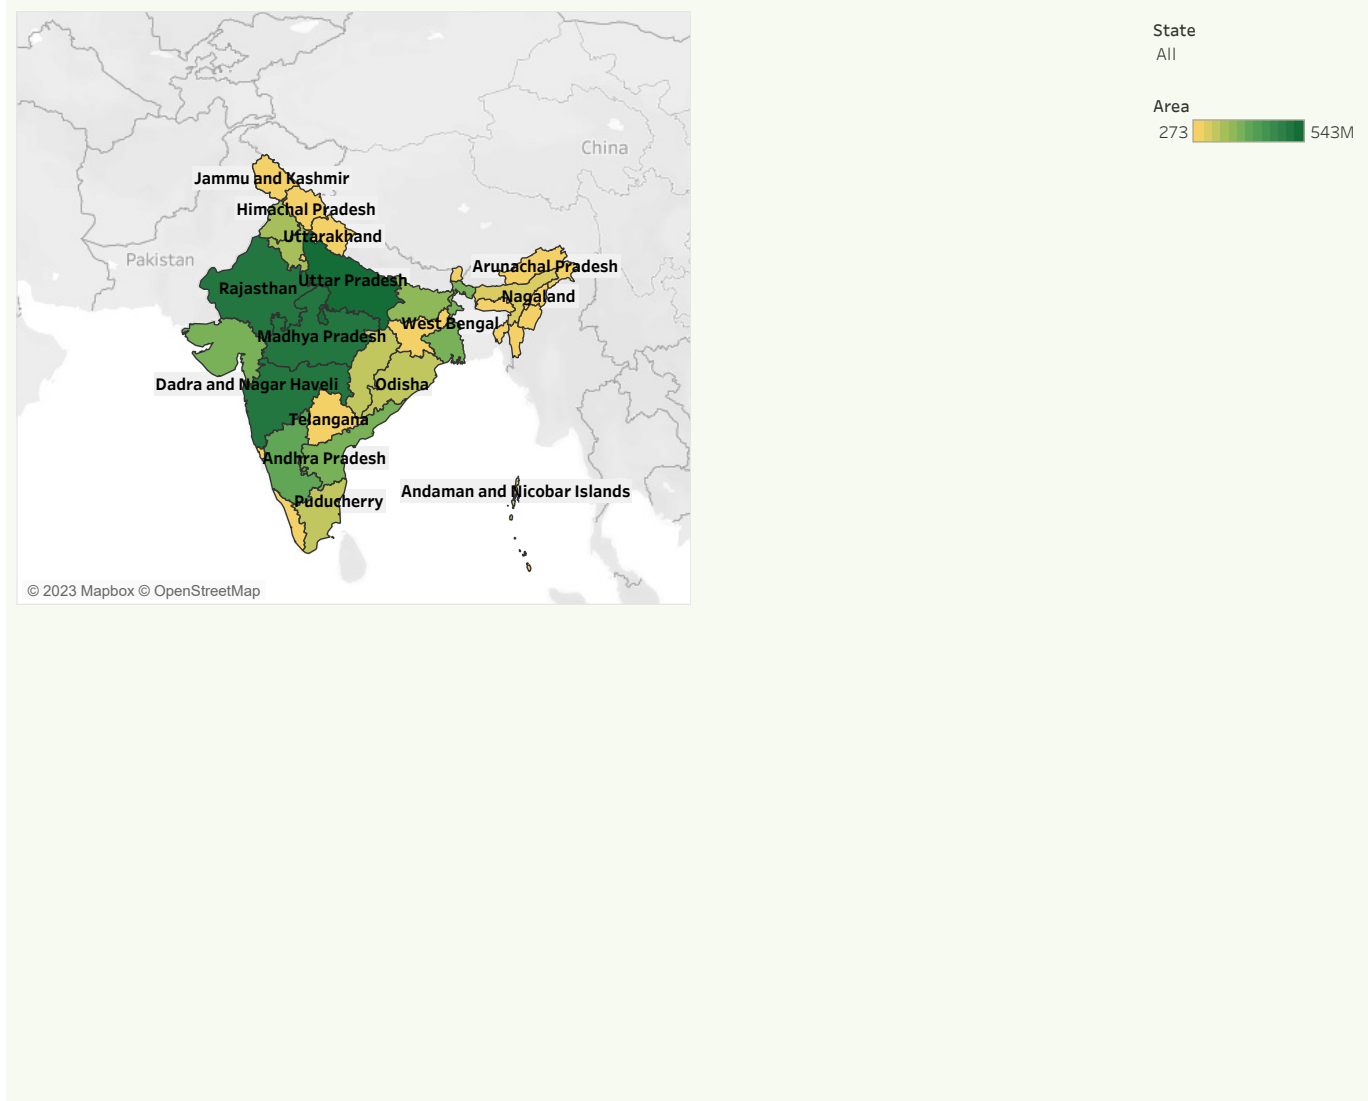 State
All
Area
273 543M
China
Jammu and Kashmir
Himachal Pradesh
Uttarakhand
Pakistan
Arunachal Pradesh
Uttar Pradesh
Rajasthan
Nagaland
West Bengal
Madhya Pradesh
Dadra and Nagar Haveli
Odisha
Telangana
Andhra Pradesh
Andaman and Nicobar Islands
Puducherry
© 2023 Mapbox © OpenStreetMap